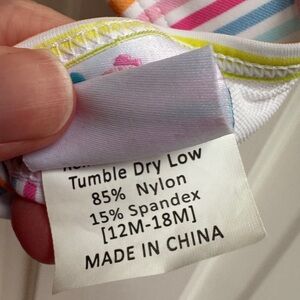 Tumble Dry Low
85% Nylon
15% Spandex
[12M-18M]
MADE IN CHINA